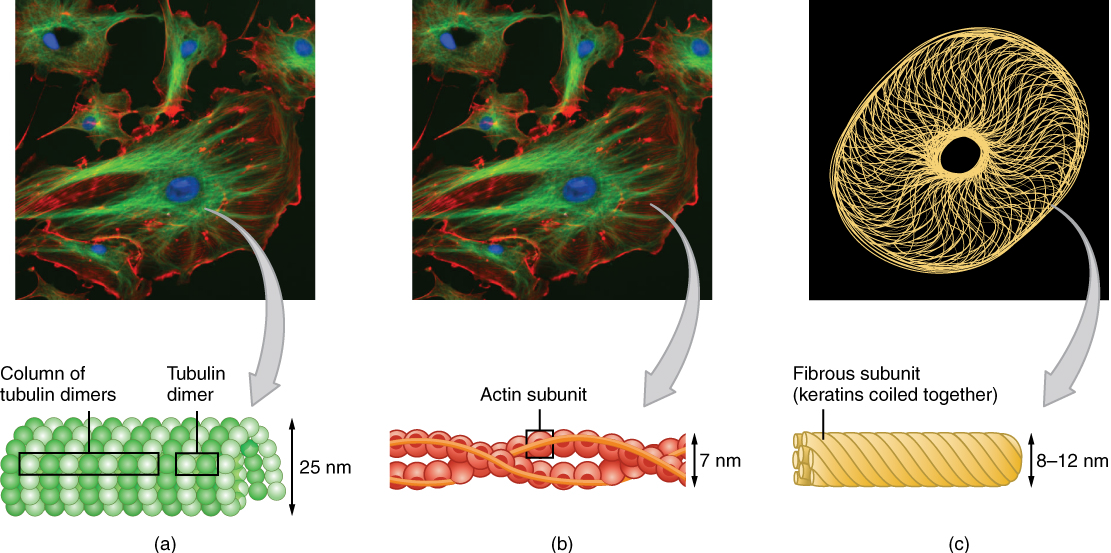 Column of
tubulin dimers
Tubulin
dimer
25 nm
(a)
Actin subunit
7 nm
(b)
Fibrous subunit
(keratins coiled together)
8–12 nm
(c)